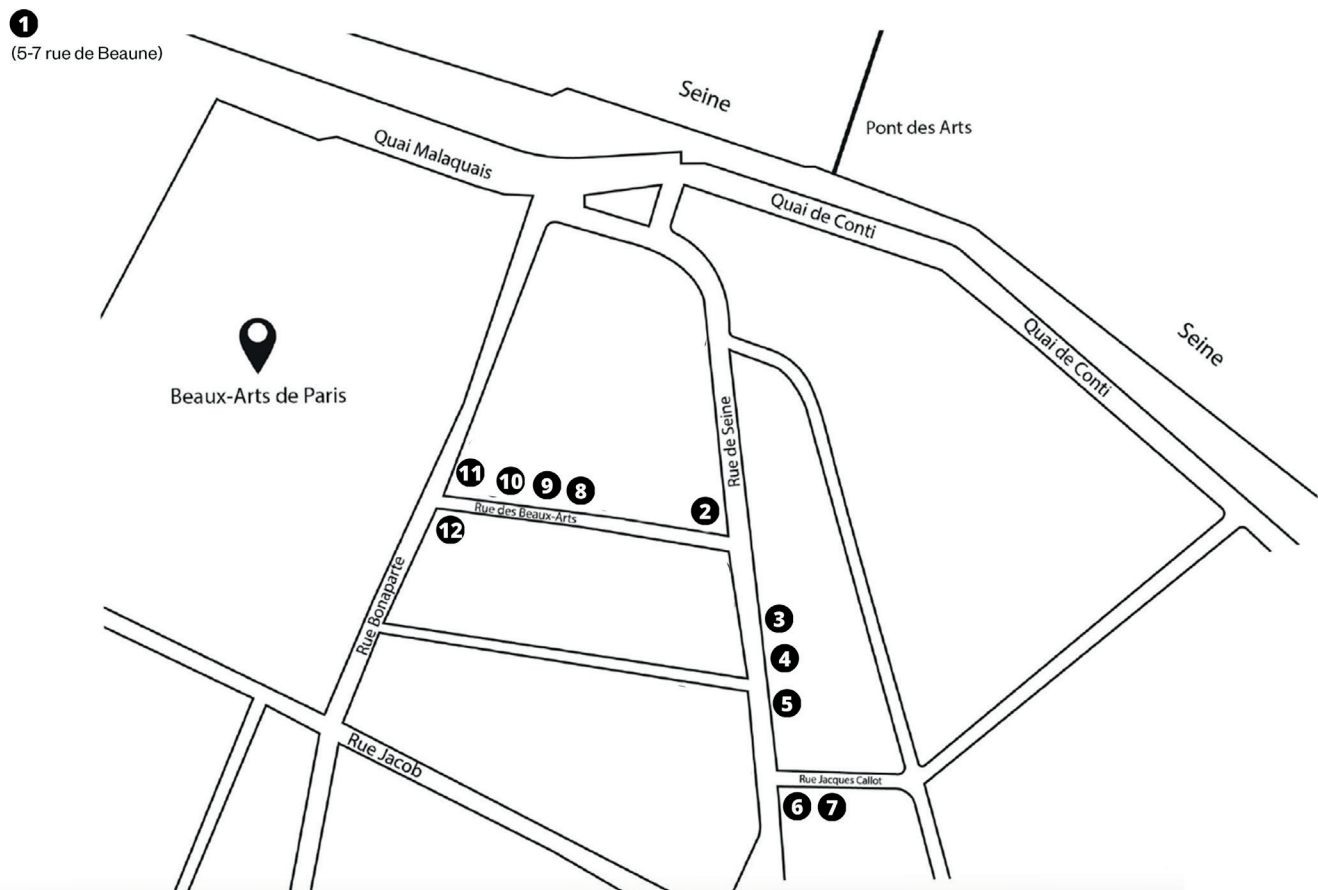 1
(5-7 rue de Beaune)
Seine
Pont des Arts
Quai Malaquais
Quai de Conti
Quai de Conti
Seine
Beaux-Arts de Paris
Rue de Seine
11 10 9 8
2
Rue des Beaux-Arts
12
Rue Bonaparte
3
4
5
Rue Jacob
Rue Jacques Callot
6 7